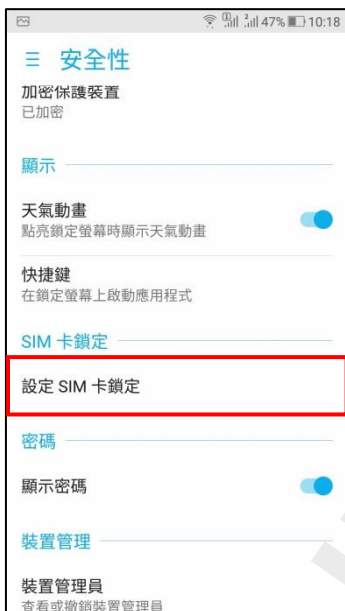 47% 10:18
安全性
加密保護裝置
已加密
顯示
天氣動畫
點亮鎖定螢幕時顯示天氣動畫
快捷鍵
在鎖定螢幕上啟動應用程式
SIM 卡鎖定
設定 SIM 卡鎖定
密碼
顯示密碼
裝置管理
裝置管理員
查看或撤銷裝置管理員